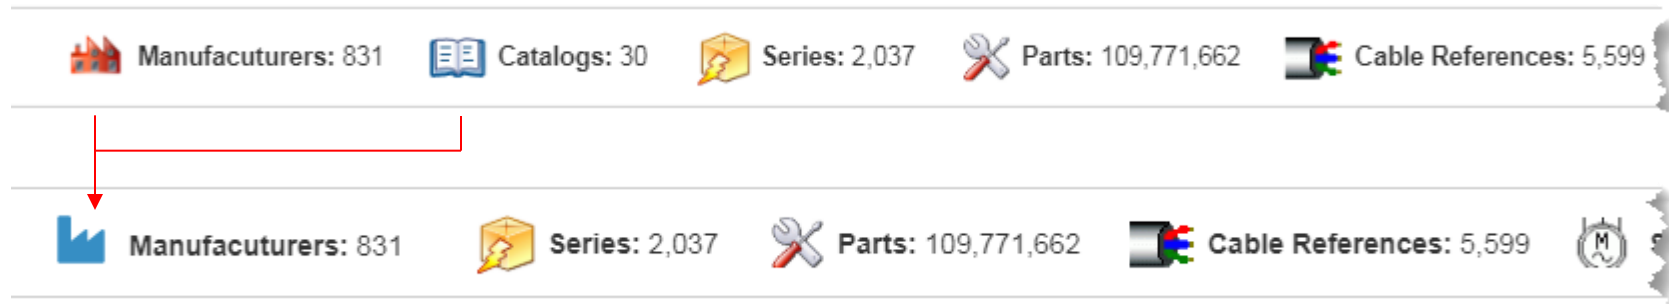 Manufacuturers: 831 Catalogs: 30 Series: 2,037 Parts: 109,771,662 Cable References: 5,599
Manufacuturers: 831 Series: 2,037 Parts: 109,771,662 Cable References: 5,599 M